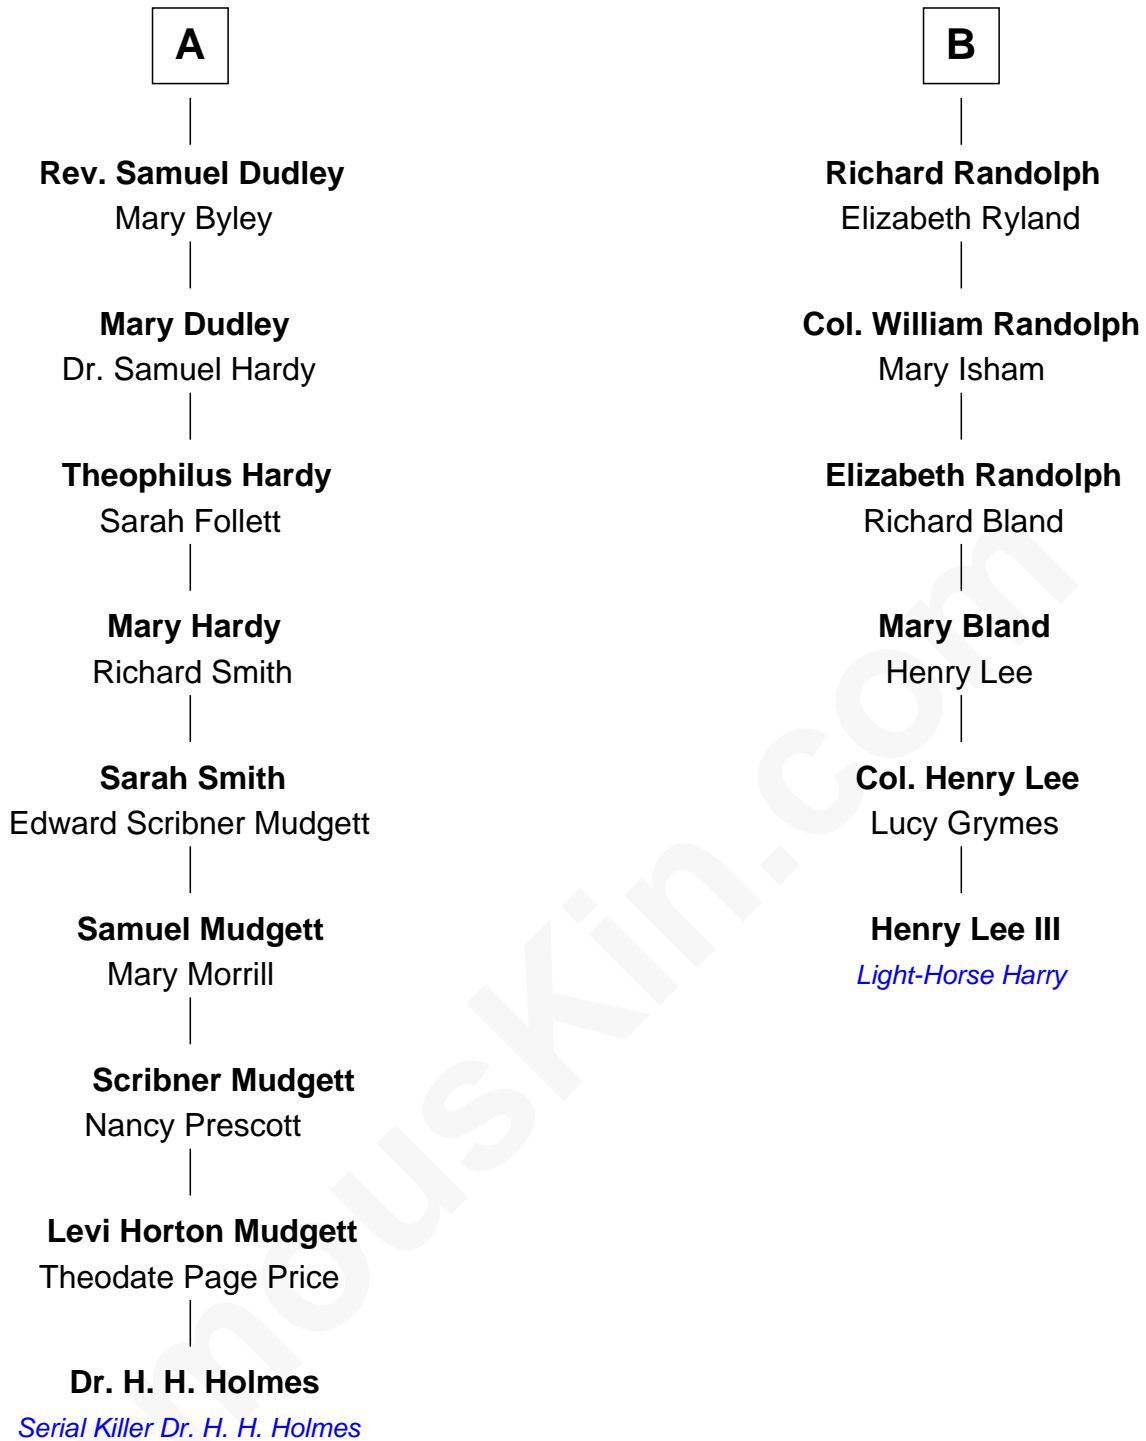 A
Rev. Samuel Dudley
Mary Byley
Mary Dudley
Dr. Samuel Hardy
Theophilus Hardy
Sarah Follett
Mary Hardy
Richard Smith
Sarah Smith
Edward Scribner Mudgett
Samuel Mudgett
Mary Morrill
Scribner Mudgett
Nancy Prescott
Levi Horton Mudgett
Theodate Page Price
Dr. H. H. Holmes
Serial Killer Dr. H. H. Holmes
B
Richard Randolph
Elizabeth Ryland
Col. William Randolph
Mary Isham
Elizabeth Randolph
Richard Bland
Mary Bland
Henry Lee
Col. Henry Lee
Lucy Grymes
Henry Lee III
Light-Horse Harry
mousKin.com